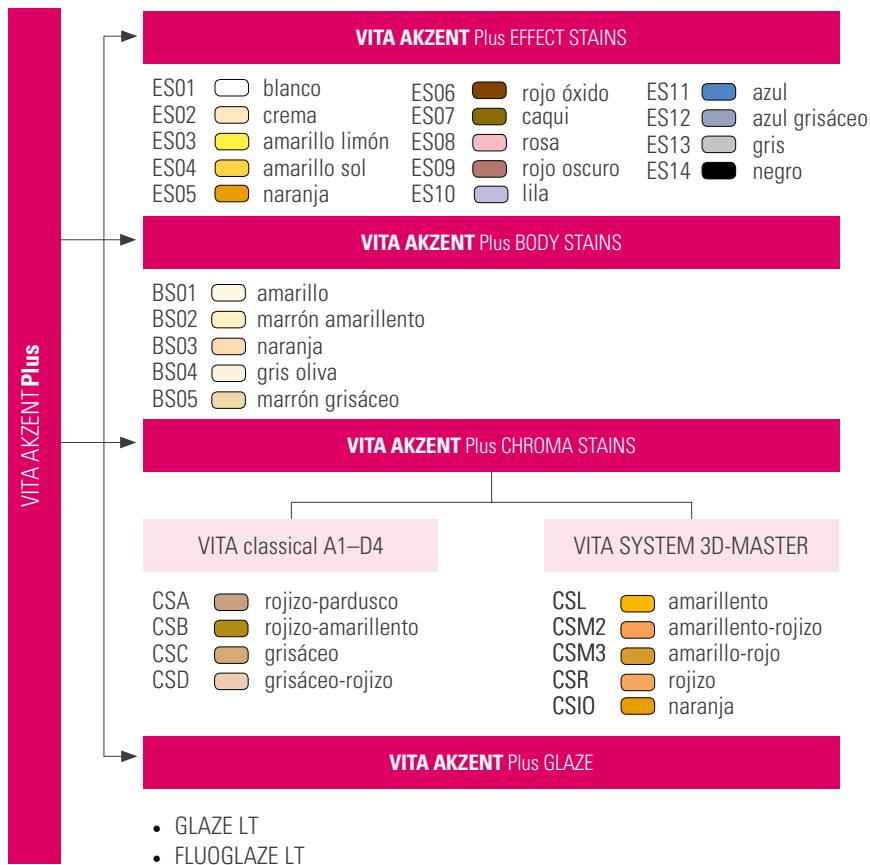 VITA AKZENT Plus
VITA AKZENT Plus EFFECT STAINS
ES01 blanco
ES02 crema
ES03 amarillo limón
ES04 amarillo sol
ES05 naranja
ES06 rojo óxido
ES07 caqui
ES08 rosa
ES09 rojo oscuro
ES10 lila
ES11 azul
ES12 azul grisáceo
ES13 gris
ES14 negro
VITA AKZENT Plus BODY STAINS
BS01 amarillo
BS02 marrón amarillento
BS03 naranja
BS04 gris oliva
BS05 marrón grisáceo
VITA AKZENT Plus CHROMA STAINS
VITA classical A1–D4
CSA rojizo-pardusco
CSB rojizo-amarillento
CSC grisáceo
CSD grisáceo-rojizo
VITA SYSTEM 3D-MASTER
CSL amarillento
CSM2 amarillento-rojizo
CSM3 amarillo-rojo
CSR rojizo
CSIO naranja
VITA AKZENT Plus GLAZE
• GLAZE LT
• FLUOGLAZE LT